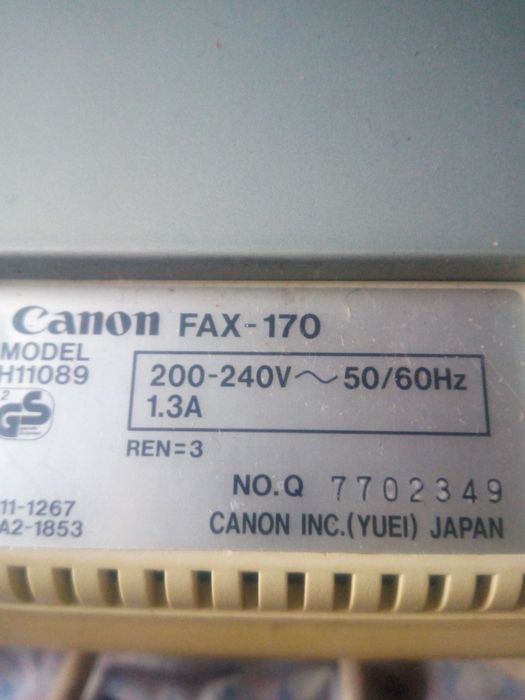 Canon FAX-170
MODEL
H11089
200-240V~50/60Hz
1.3A
GS
REN=3
NO.Q 7702349
11-1267
A2-1853
CANON INC.(YUEI) JAPAN